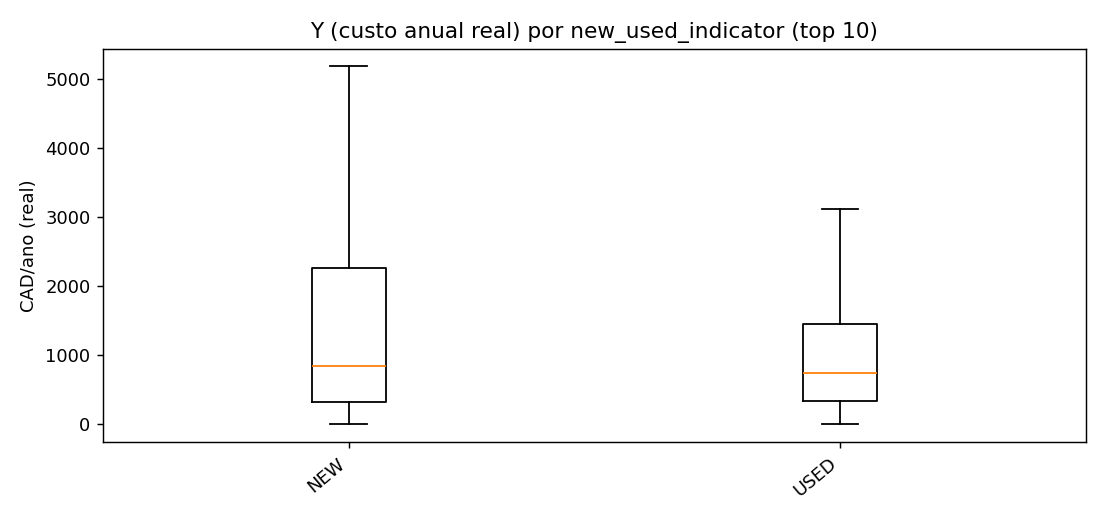 Y (custo anual real) por new_used_indicator (top 10)
CAD/ano (real)
5000
4000
3000
2000
1000
0
NEW
USED